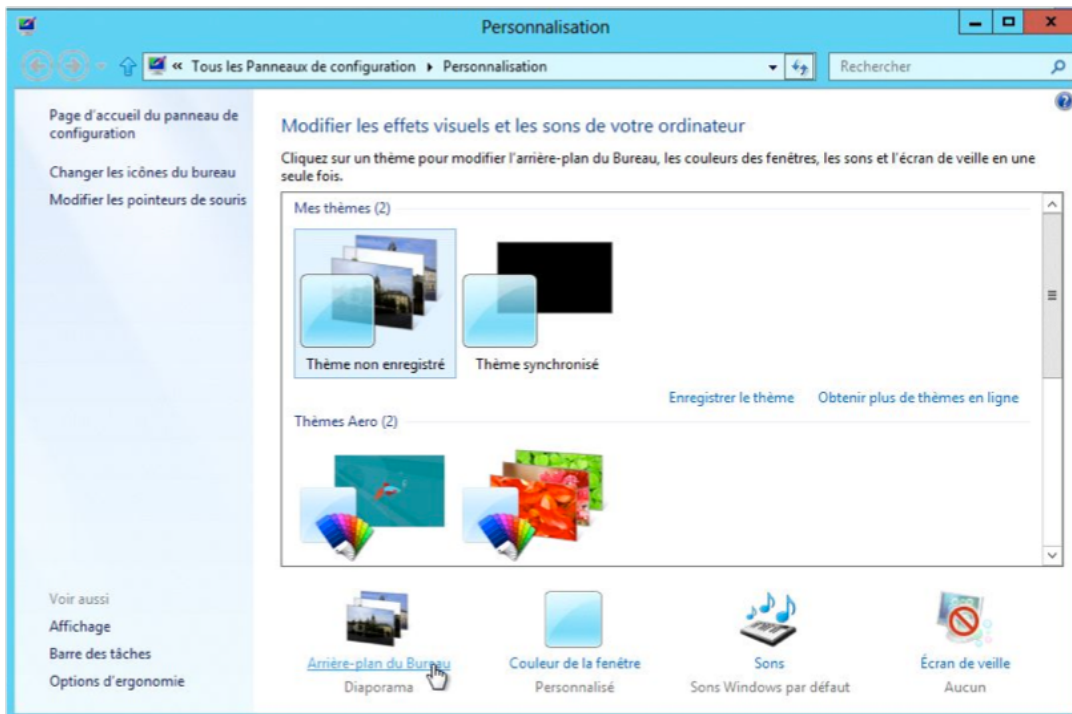 Personnalisation
« Tous les Panneaux de configuration ▸ Personnalisation
Rechercher
Page d'accueil du panneau de
configuration
Changer les icônes du bureau
Modifier les pointeurs de souris
Modifier les effets visuels et les sons de votre ordinateur
Cliquez sur un thème pour modifier l'arrière-plan du Bureau, les couleurs des fenêtres, les sons et l'écran de veille en une
seule fois.
Mes thèmes (2)
Thème non enregistré
Thème synchronisé
Enregistrer le thème
Obtenir plus de thèmes en ligne
Thèmes Aero (2)
Voir aussi
Affichage
Barre des tâches
Options d'ergonomie
Arrière-plan du Bureau
Diaporama
Couleur de la fenêtre
Personnalisé
Sons
Sons Windows par défaut
Écran de veille
Aucun